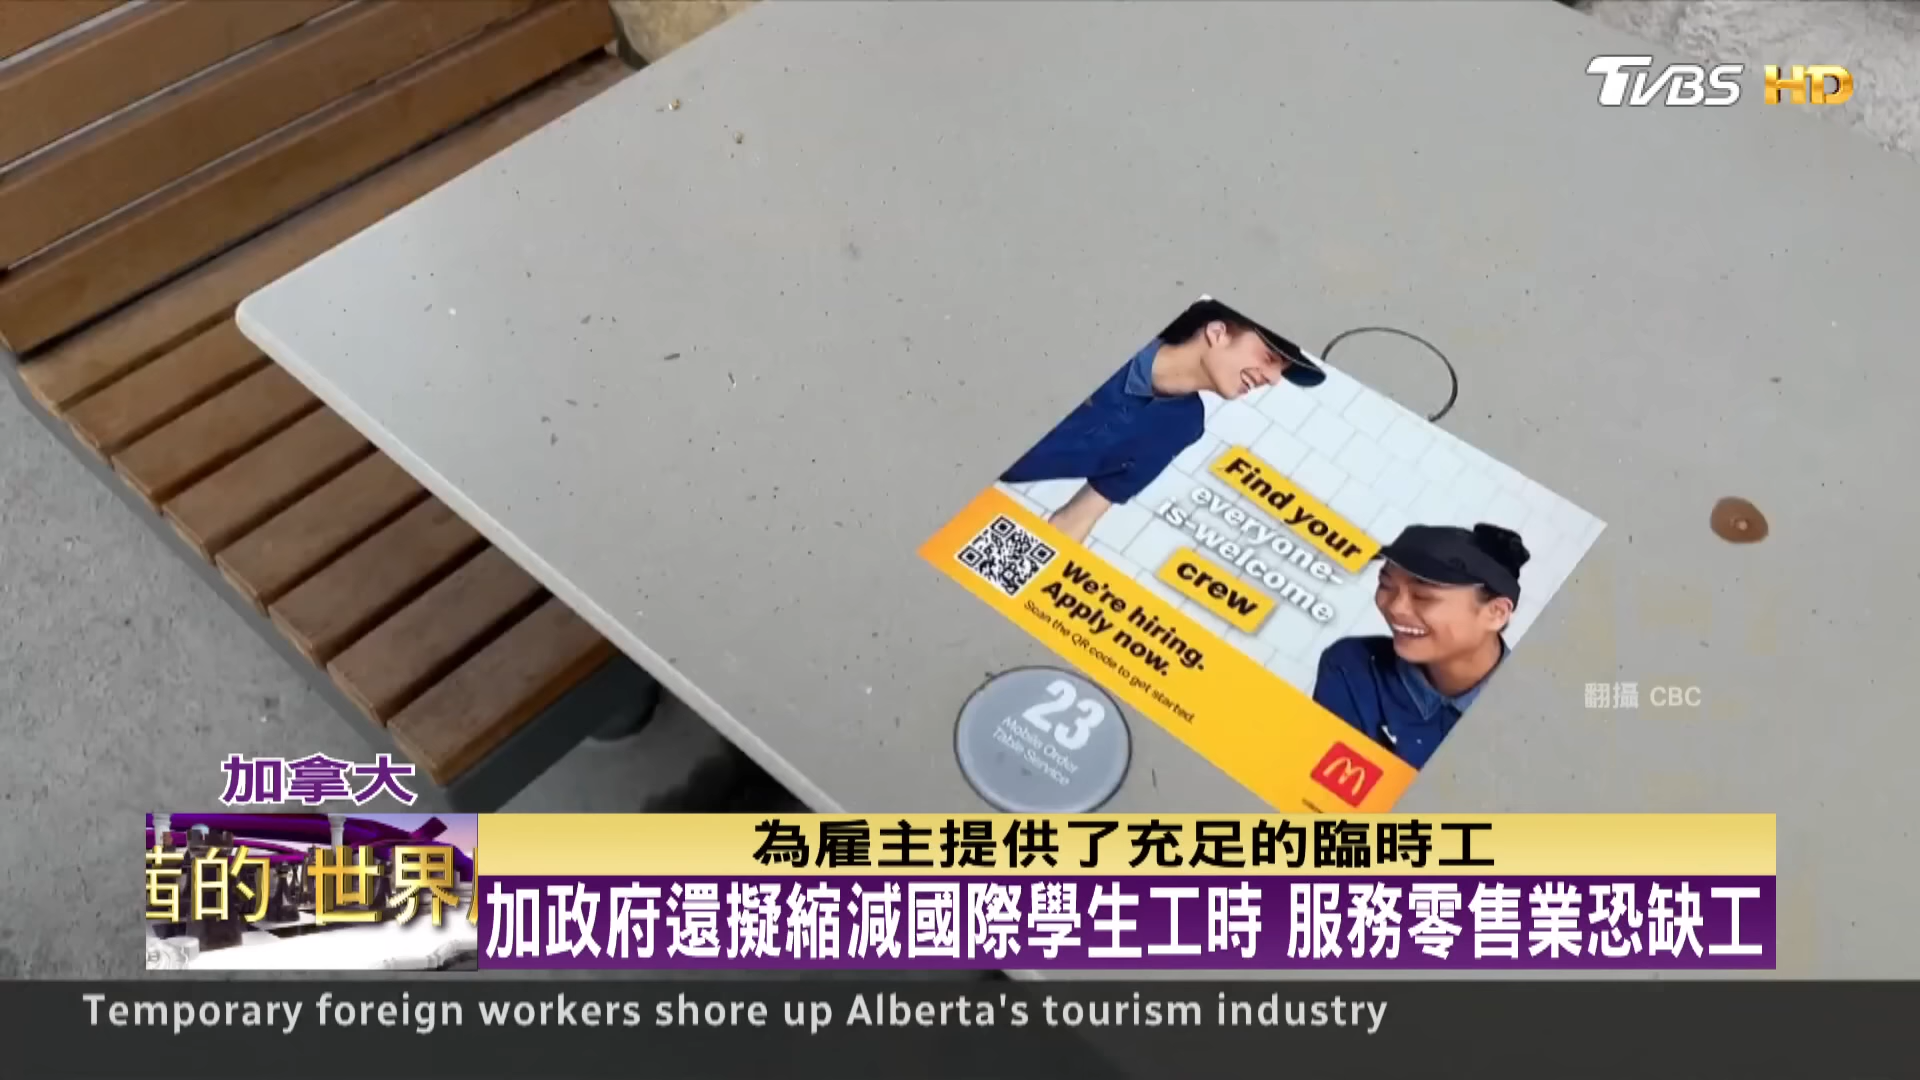 TVBS HD
Find your
everyone-
is-welcome
crew
We're hiring.
Apply now.
Scan the QR code to get started.
23
Mobile Order
Table Service
翻攝 CBC
加拿大
茜的 世界
為雇主提供了充足的臨時工
加政府還擬縮減國際學生工時 服務零售業恐缺工
Temporary foreign workers shore up Alberta's tourism industry